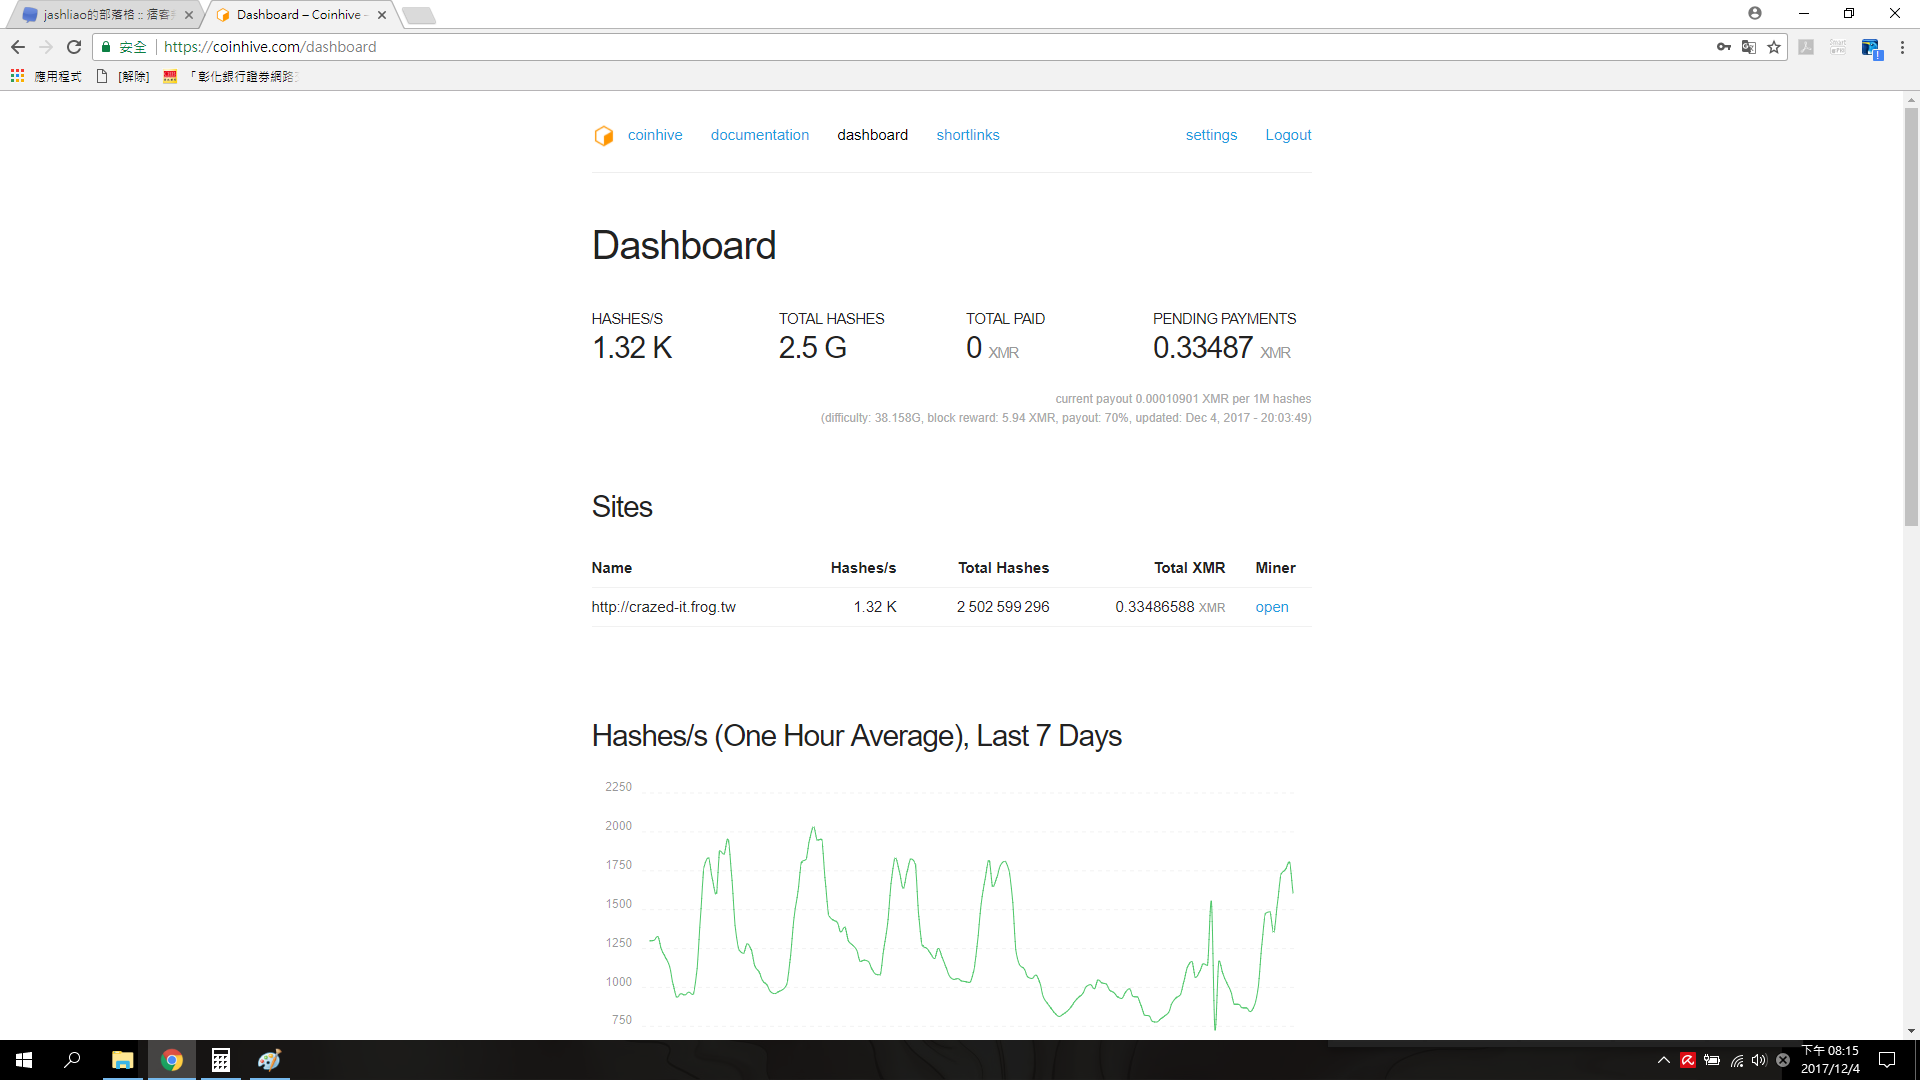 jashliao的部落格 :: 痞客
Dashboard – Coinhive -
安全 https://coinhive.com/dashboard
應用程式 [解除] 「彰化銀行證券網路
coinhive documentation dashboard shortlinks settings Logout
Dashboard
HASHES/S TOTAL HASHES TOTAL PAID PENDING PAYMENTS
1.32 K 2.5 G 0 XMR 0.33487 XMR
current payout 0.00010901 XMR per 1M hashes
(difficulty: 38.158G, block reward: 5.94 XMR, payout: 70%, updated: Dec 4, 2017 - 20:03:49)
Sites
Name Hashes/s Total Hashes Total XMR Miner
http://crazed-it.frog.tw 1.32 K 2 502 599 296 0.33486588 XMR open
Hashes/s (One Hour Average), Last 7 Days
2250
2000
1750
1500
1250
1000
750
下午 08:15
2017/12/4